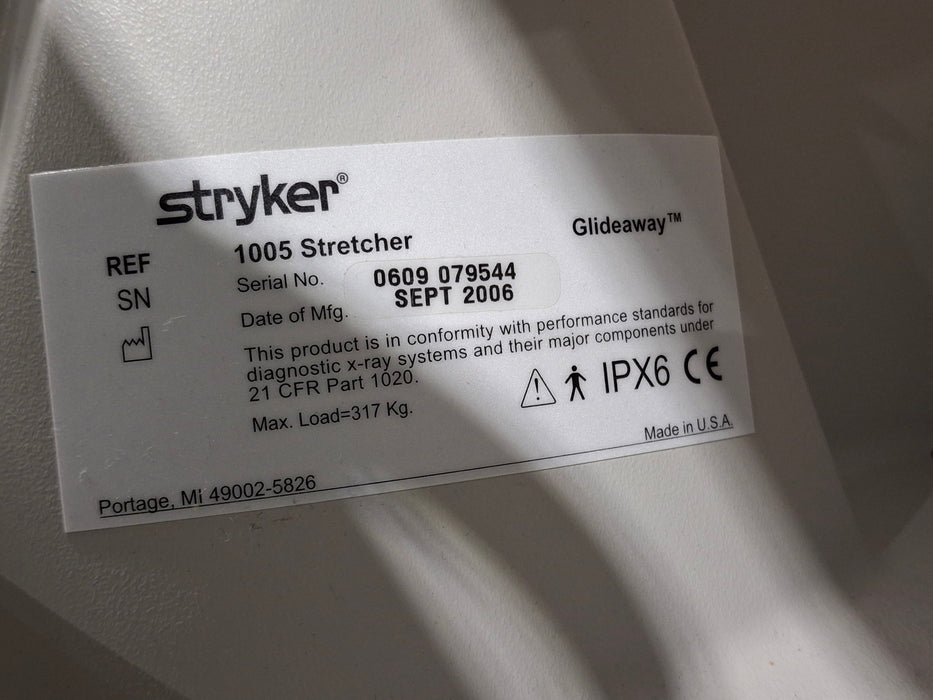 stryker®
Glideaway™
REF 1005 Stretcher
SN Serial No. 0609 079544
Date of Mfg. SEPT 2006
This product is in conformity with performance standards for
diagnostic x-ray systems and their major components under
21 CFR Part 1020.
Max. Load=317 Kg.
IPX6 CE
Made in U.S.A.
Portage, Mi 49002-5826